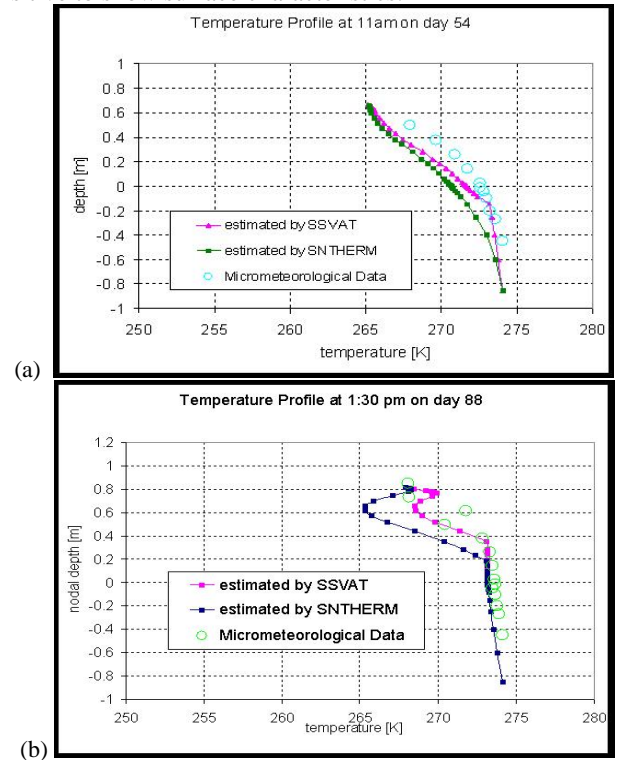 Temperature Profile at 11am on day 54
1
0.8
0.6
0.4
0.2
0
-0.2
-0.4
-0.6
-0.8
-1
depth [m]
estimated by SSVAT
estimated by SNTHERM
Micrometeorological Data
250 255 260 265 270 275 280
temperature [K]
(a)
Temperature Profile at 1:30 pm on day 88
1.2
1
0.8
0.6
0.4
0.2
0
-0.2
-0.4
-0.6
-0.8
-1
nodal depth [m]
estimated by SSVAT
estimated by SNTHERM
Micrometeorological Data
250 255 260 265 270 275 280
temperature [K]
(b)